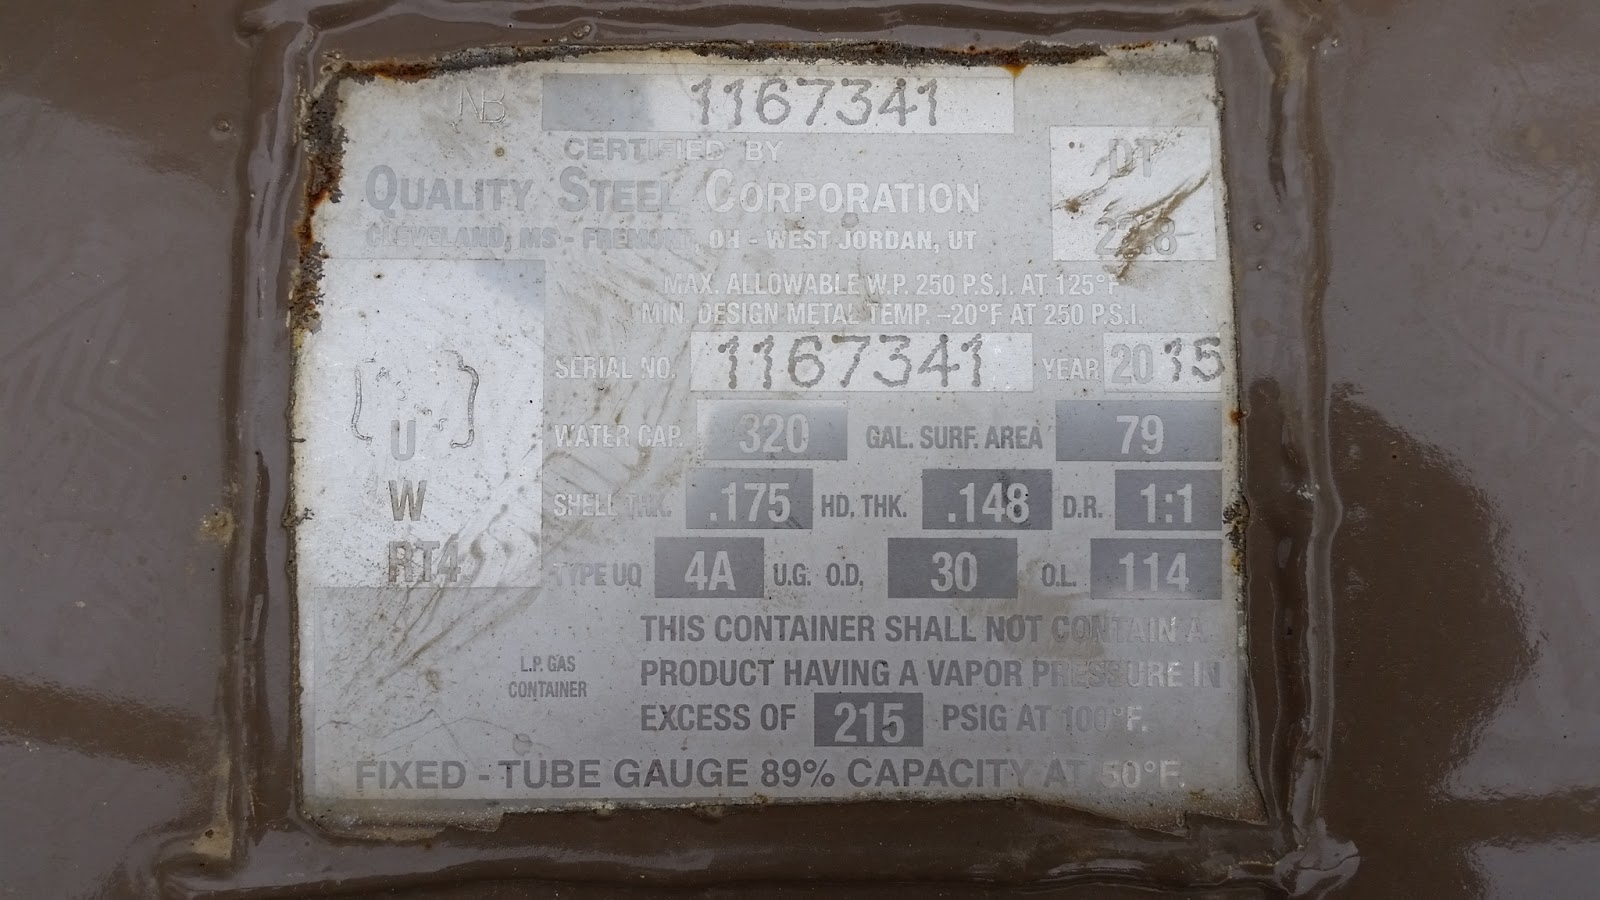 NB 1167341
CERTIFIED BY
QUALITY STEEL CORPORATION
CLEVELAND, MS - FREMONT, OH - WEST JORDAN, UT
DT
MAX. ALLOWABLE W.P. 250 P.S.I. AT 125°F
MIN. DESIGN METAL TEMP. –20°F AT 250 P.S.I.
SERIAL NO. 1167341 YEAR 2015
U
W
RT4
WATER CAP. 320 GAL. SURF. AREA 79
SHELL THK. .175 HD. THK. .148 D.R. 1:1
TYPE UQ 4A U.G. O.D. 30 O.L. 114
L.P. GAS
CONTAINER
THIS CONTAINER SHALL NOT CONTAIN A
PRODUCT HAVING A VAPOR PRESSURE IN
EXCESS OF 215 PSIG AT 100°F.
FIXED - TUBE GAUGE 89% CAPACITY AT 50°F.